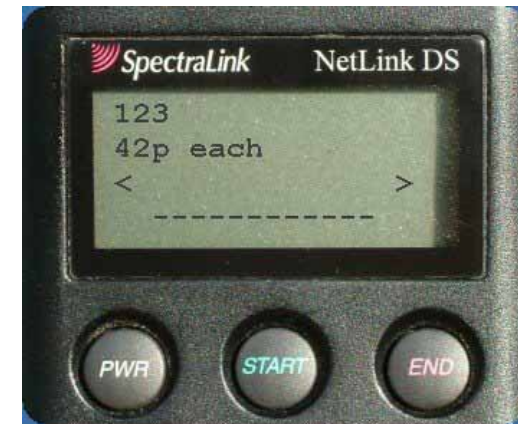 SpectraLink NetLink DS
123
42p each
< >
------------
PWR START END